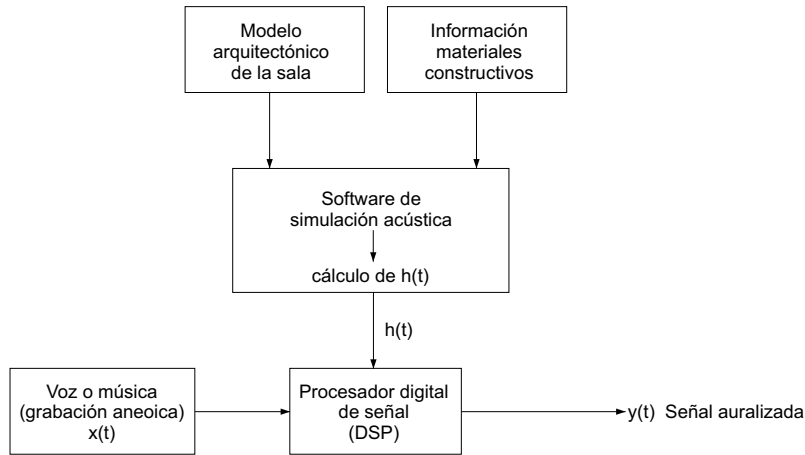 Modelo
arquitectónico
de la sala
Información
materiales
constructivos
Software de
simulación acústica
cálculo de h(t)
h(t)
Voz o música
(grabación aneoica)
x(t)
Procesador digital
de señal
(DSP)
y(t) Señal auralizada